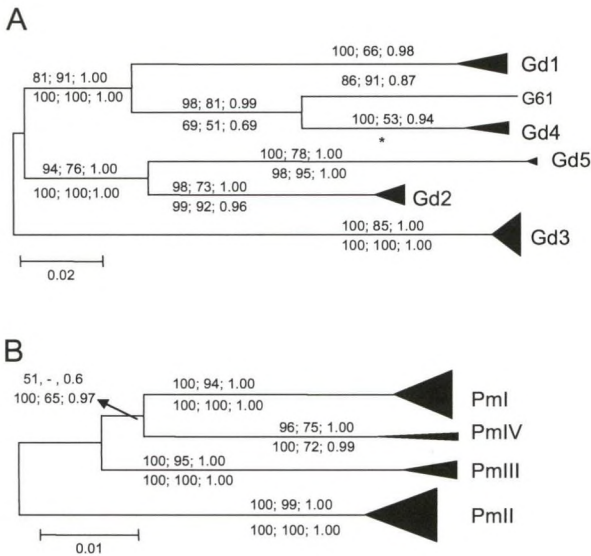 A
100; 66; 0.98
Gd1
81; 91; 1.00
86; 91; 0.87
100; 100; 1.00
98; 81; 0.99
G61
69; 51; 0.69
100; 53; 0.94
Gd4
*
100; 78; 1.00
Gd5
94; 76; 1.00
98; 95; 1.00
100; 100;1.00
98; 73; 1.00
Gd2
99; 92; 0.96
100; 85; 1.00
Gd3
100; 100; 1.00
0.02
B
51, - , 0.6
100; 65; 0.97
100; 94; 1.00
PmI
100; 100; 1.00
96; 75; 1.00
PmIV
100; 72; 0.99
100; 95; 1.00
PmIII
100; 100; 1.00
100; 99; 1.00
PmII
100; 100; 1.00
0.01